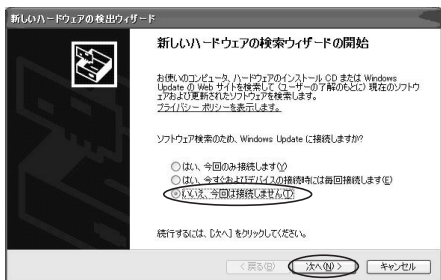 新しいハードウェアの検出ウィザード
新しいハードウェアの検索ウィザードの開始
お使いのコンピュータ、ハードウェアのインストール CD または Windows
Update の Web サイトを検索して (ユーザーの了解のもとに) 現在のソフトウ
ェアおよび更新されたソフトウェアを検索します。
プライバシー ポリシーを表示します。
ソフトウェア検索のため、Windows Update に接続しますか?
はい、今回のみ接続します(Y)
はい、今すぐおよびデバイスの接続時には毎回接続します(E)
いいえ、今回は接続しません(T)
続行するには、[次へ] をクリックしてください。
< 戻る(B)
次へ(N) >
キャンセル